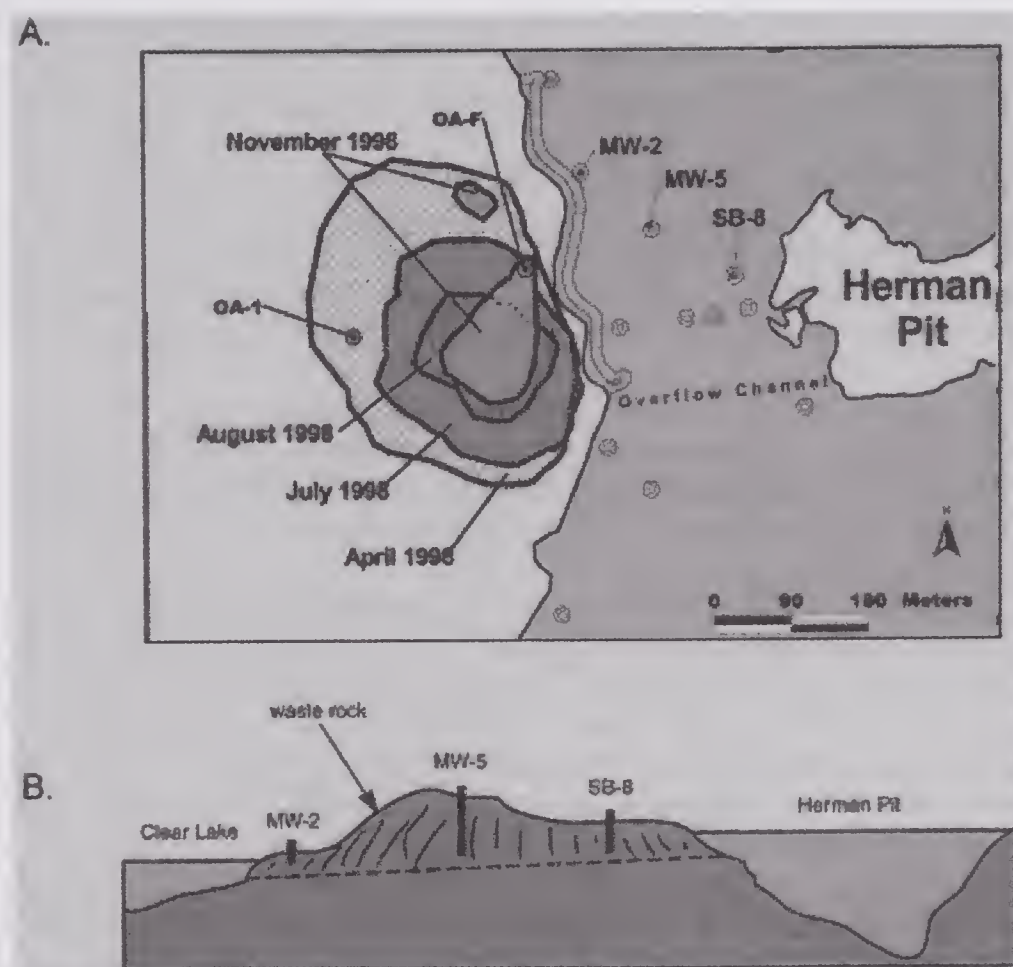 A.
November 1998
OA-F
MW-2
MW-5
SB-8
Herman
Pit
OA-1
Overflow Channel
August 1998
July 1998
April 1998
N
0 90 180 Meters
waste rock
B.
MW-5
SB-8
Herman Pit
Clear Lake
MW-2